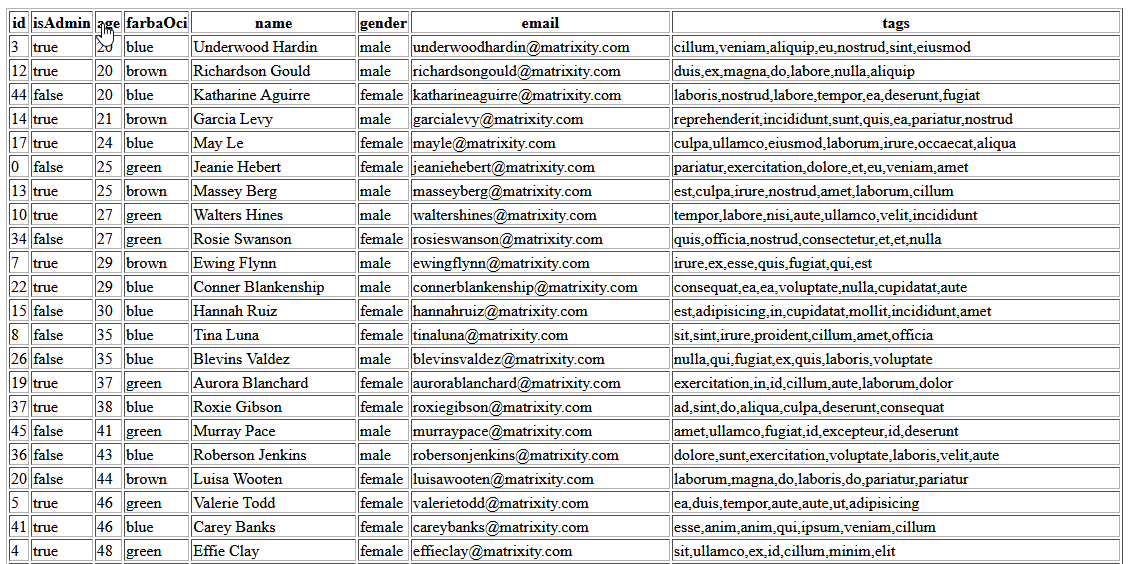 id isAdmin age farbaOci name gender email tags
3 true 20 blue Underwood Hardin male underwoodhardin@matrixity.com cillum,veniam,aliquip,eu,nostrud,sint,eiusmod
12 true 20 brown Richardson Gould male richardsongould@matrixity.com duis,ex,magna,do,labore,nulla,aliquip
44 false 20 blue Katharine Aguirre female katharineaguirre@matrixity.com laboris,nostrud,labore,tempor,ea,deserunt,fugiat
14 true 21 brown Garcia Levy male garcialevy@matrixity.com reprehenderit,incididunt,sunt,quis,ea,pariatur,nostrud
17 true 24 blue May Le female mayle@matrixity.com culpa,ullamco,eiusmod,laborum,irure,occaecat,aliqua
0 false 25 green Jeanie Hebert female jeaniehebert@matrixity.com pariatur,exercitation,dolore,et,eu,veniam,amet
13 true 25 brown Massey Berg male masseyberg@matrixity.com est,culpa,irure,nostrud,amet,laborum,cillum
10 true 27 green Walters Hines male waltershines@matrixity.com tempor,labore,nisi,aute,ullamco,velit,incididunt
34 false 27 green Rosie Swanson female rosieswanson@matrixity.com quis,officia,nostrud,consectetur,et,et,nulla
7 true 29 brown Ewing Flynn male ewingflynn@matrixity.com irure,ex,esse,quis,fugiat,qui,est
22 true 29 blue Conner Blankenship male connerblankenship@matrixity.com consequat,ea,ea,voluptate,nulla,cupidatat,aute
15 false 30 blue Hannah Ruiz female hannahruiz@matrixity.com est,adipisicing,in,cupidatat,mollit,incididunt,amet
8 false 35 blue Tina Luna female tinaluna@matrixity.com sit,sint,irure,proident,cillum,amet,officia
26 false 35 blue Blevins Valdez male blevinsvaldez@matrixity.com nulla,qui,fugiat,ex,quis,laboris,voluptate
19 true 37 green Aurora Blanchard female aurorablanchard@matrixity.com exercitation,in,id,cillum,aute,laborum,dolor
37 true 38 blue Roxie Gibson female roxiegibson@matrixity.com ad,sint,do,aliqua,culpa,deserunt,consequat
45 false 41 green Murray Pace male murraypace@matrixity.com amet,ullamco,fugiat,id,excepteur,id,deserunt
36 false 43 blue Roberson Jenkins male robersonjenkins@matrixity.com dolore,sunt,exercitation,voluptate,laboris,velit,aute
20 false 44 brown Luisa Wooten female luisawooten@matrixity.com laborum,magna,do,laboris,do,pariatur,pariatur
5 true 46 green Valerie Todd female valerietodd@matrixity.com ea,duis,tempor,aute,aute,ut,adipisicing
41 true 46 blue Carey Banks female careybanks@matrixity.com esse,anim,anim,qui,ipsum,veniam,cillum
4 true 48 green Effie Clay female effieclay@matrixity.com sit,ullamco,ex,id,cillum,minim,elit